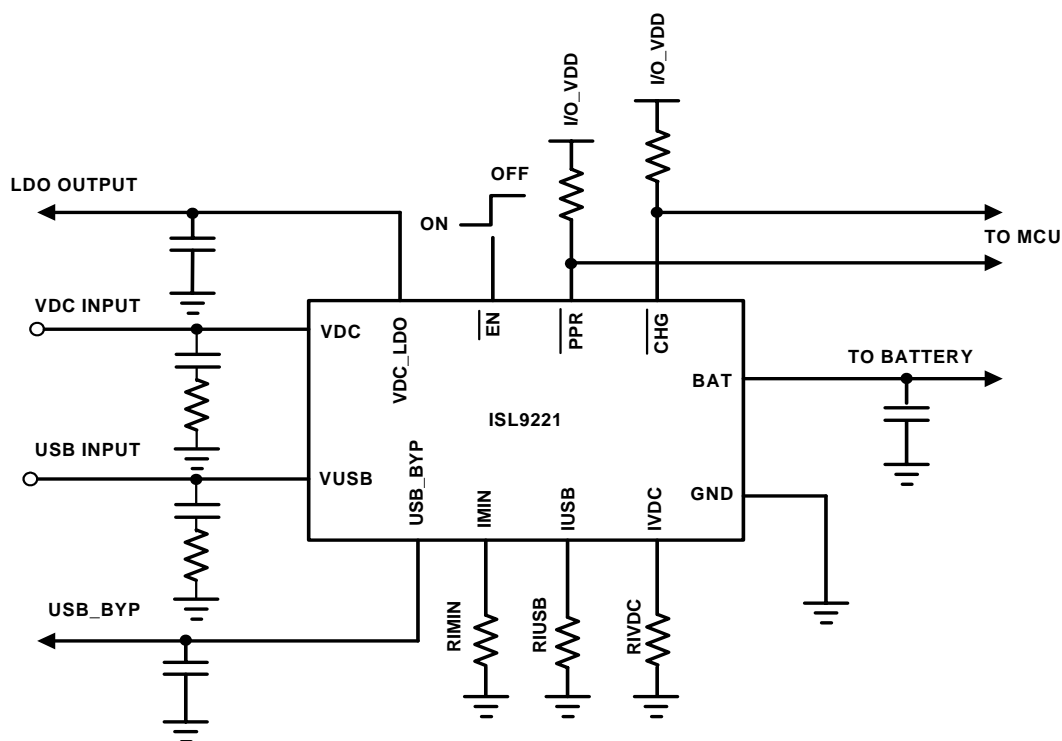 I/O_VDD
I/O_VDD
OFF
LDO OUTPUT
ON
TO MCU
VDC INPUT
VDC
VDC_LDO
EN
PPR
CHG
TO BATTERY
BAT
ISL9221
USB INPUT
VUSB
USB_BYP
IMIN
IUSB
IVDC
GND
USB_BYP
RIMIN
RIUSB
RIVDC